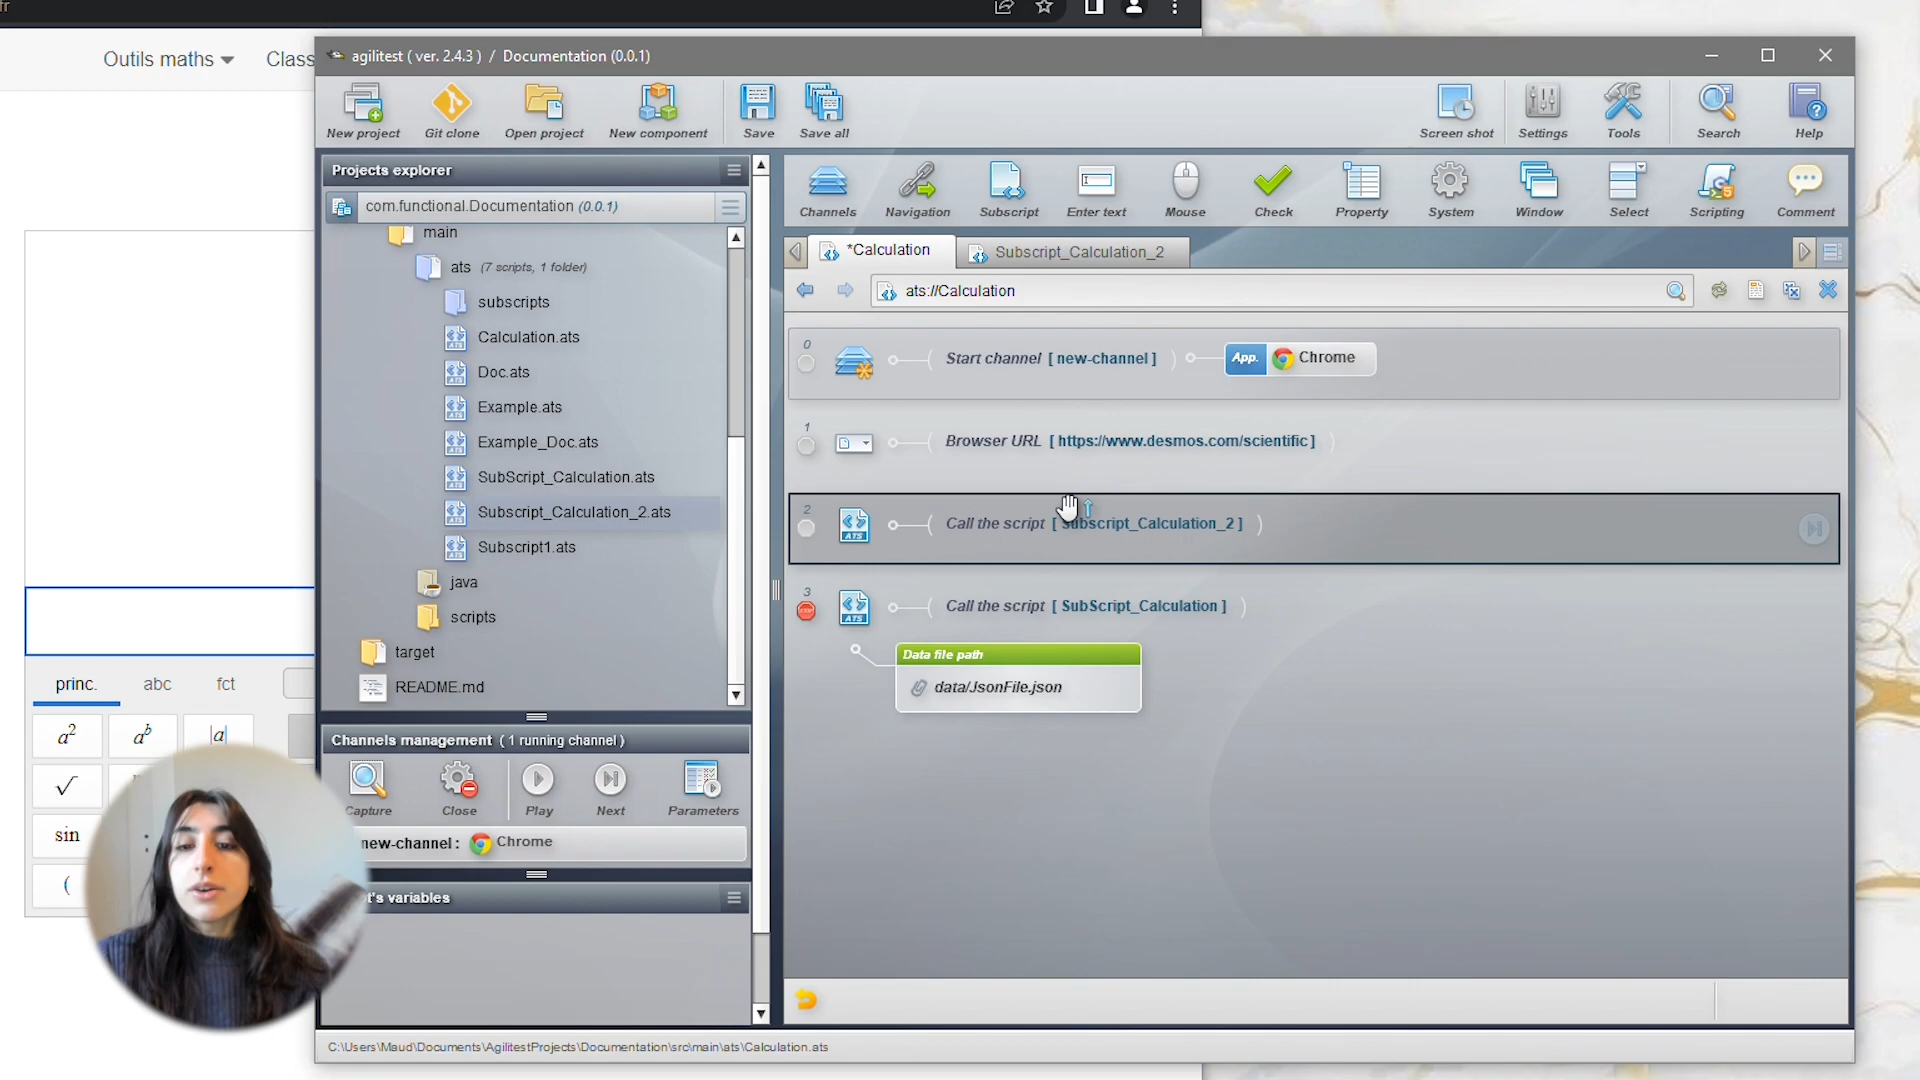 fr
Outils maths
Class
agilitest ( ver. 2.4.3 ) / Documentation (0.0.1)
New project
Git clone
Open project
New component
Save
Save all
Screen shot
Settings
Tools
Search
Help
Projects explorer
com.functional.Documentation (0.0.1)
main
ats (7 scripts, 1 folder)
subscripts
Calculation.ats
Doc.ats
Example.ats
Example_Doc.ats
SubScript_Calculation.ats
Subscript_Calculation_2.ats
Subscript1.ats
java
scripts
target
README.md
Channels
Navigation
Subscript
Enter text
Mouse
Check
Property
System
Window
Select
Scripting
Comment
*Calculation
Subscript_Calculation_2
ats://Calculation
0
Start channel [ new-channel ]
App.
Chrome
1
Browser URL [ https://www.desmos.com/scientific ]
2
ATS
Call the script [ Subscript_Calculation_2 ]
3
STOP
ATS
Call the script [ SubScript_Calculation ]
Data file path
data/JsonFile.json
Channels management ( 1 running channel )
Capture
Close
Play
Next
Parameters
new-channel :
Chrome
t's variables
princ.
abc
fct
a²
aᵇ
|a|
√
sin
(
C:\Users\Maud\Documents\AgilitestProjects\Documentation\src\main\ats\Calculation.ats